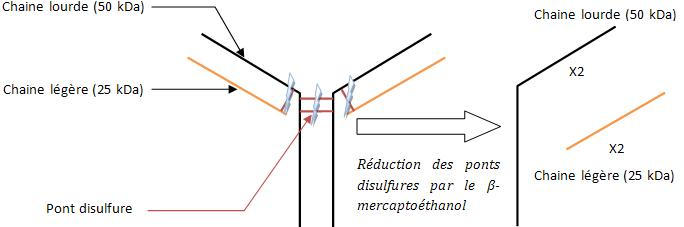 Chaine lourde (50 kDa)
Chaine légère (25 kDa)
Pont disulfure
Réduction des ponts
disulfures par le β-
mercaptoéthanol
Chaine lourde (50 kDa)
X2
X2
Chaine légère (25 kDa)